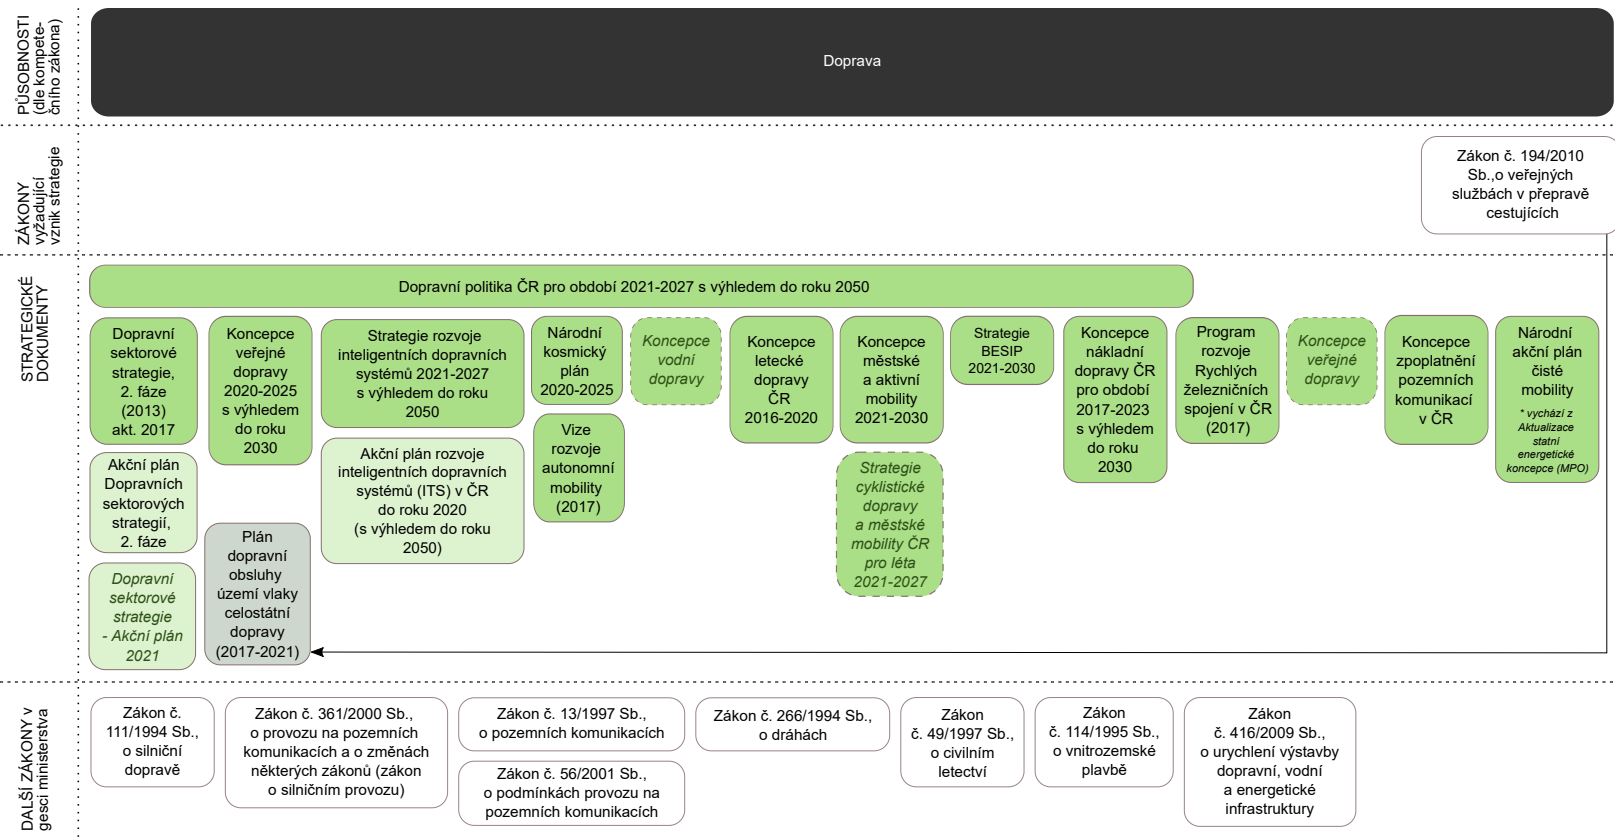 PŮSOBNOSTI
(dle kompete-
čního zákona)
Doprava
ZÁKONY
vyžadující
vznik strategie
Zákon č. 194/2010
Sb.,o veřejných
službách v přepravě
cestujících
STRATEGICKÉ
DOKUMENTY
Dopravní politika ČR pro období 2021-2027 s výhledem do roku 2050
Dopravní
sektorové
strategie,
2. fáze
(2013)
akt. 2017
Akční plán
Dopravních
sektorových
strategií,
2. fáze
Dopravní
sektorové
strategie
- Akční plán
2021
Koncepce
veřejné
dopravy
2020-2025
s výhledem
do roku
2030
Plán
dopravní
obsluhy
území vlaky
celostátní
dopravy
(2017-2021)
Strategie rozvoje
inteligentních dopravních
systémů 2021-2027
s výhledem do roku
2050
Akční plán rozvoje
inteligentních dopravních
systémů (ITS) v ČR
do roku 2020
(s výhledem do roku
2050)
Národní
kosmický
plán
2020-2025
Vize
rozvoje
autonomní
mobility
(2017)
Koncepce
vodní
dopravy
Koncepce
letecké
dopravy
ČR
2016-2020
Koncepce
městské
a aktivní
mobility
2021-2030
Strategie
cyklistické
dopravy
a městské
mobility ČR
pro léta
2021-2027
Strategie
BESIP
2021-2030
Koncepce
nákladní
dopravy ČR
pro období
2017-2023
s výhledem
do roku
2030
Program
rozvoje
Rychlých
železničních
spojení v ČR
(2017)
Koncepce
veřejné
dopravy
Koncepce
zpoplatnění
pozemních
komunikací
v ČR
Národní
akční plán
čisté
mobility
* vychází z
Aktualizace
statní
energetické
koncepce (MPO)
DALŠÍ ZÁKONY v
gesci ministerstva
Zákon č.
111/1994 Sb.,
o silniční
dopravě
Zákon č. 361/2000 Sb.,
o provozu na pozemních
komunikacích a o změnách
některých zákonů (zákon
o silničním provozu)
Zákon č. 13/1997 Sb.,
o pozemních komunikacích
Zákon č. 56/2001 Sb.,
o podmínkách provozu na
pozemních komunikacích
Zákon č. 266/1994 Sb.,
o dráhách
Zákon
č. 49/1997 Sb.,
o civilním
letectví
Zákon
č. 114/1995 Sb.,
o vnitrozemské
plavbě
Zákon
č. 416/2009 Sb.,
o urychlení výstavby
dopravní, vodní
a energetické
infrastruktury